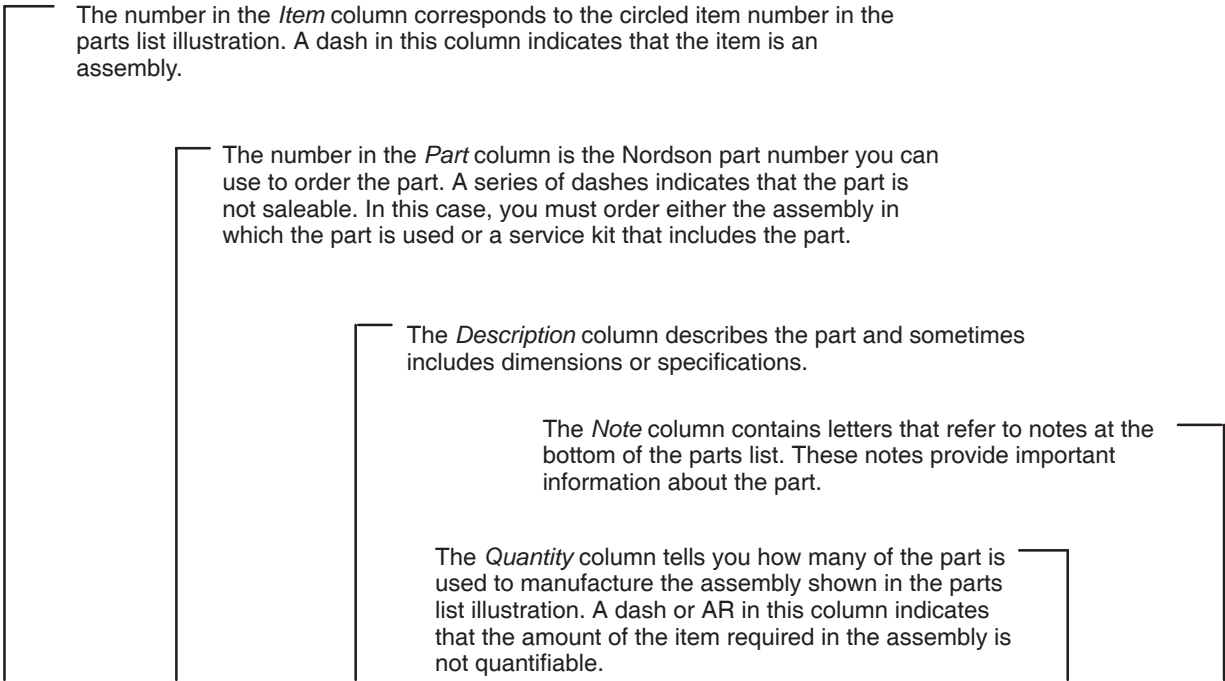 The number in the Item column corresponds to the circled item number in the
parts list illustration. A dash in this column indicates that the item is an
assembly.
The number in the Part column is the Nordson part number you can
use to order the part. A series of dashes indicates that the part is
not saleable. In this case, you must order either the assembly in
which the part is used or a service kit that includes the part.
The Description column describes the part and sometimes
includes dimensions or specifications.
The Note column contains letters that refer to notes at the
bottom of the parts list. These notes provide important
information about the part.
The Quantity column tells you how many of the part is
used to manufacture the assembly shown in the parts
list illustration. A dash or AR in this column indicates
that the amount of the item required in the assembly is
not quantifiable.